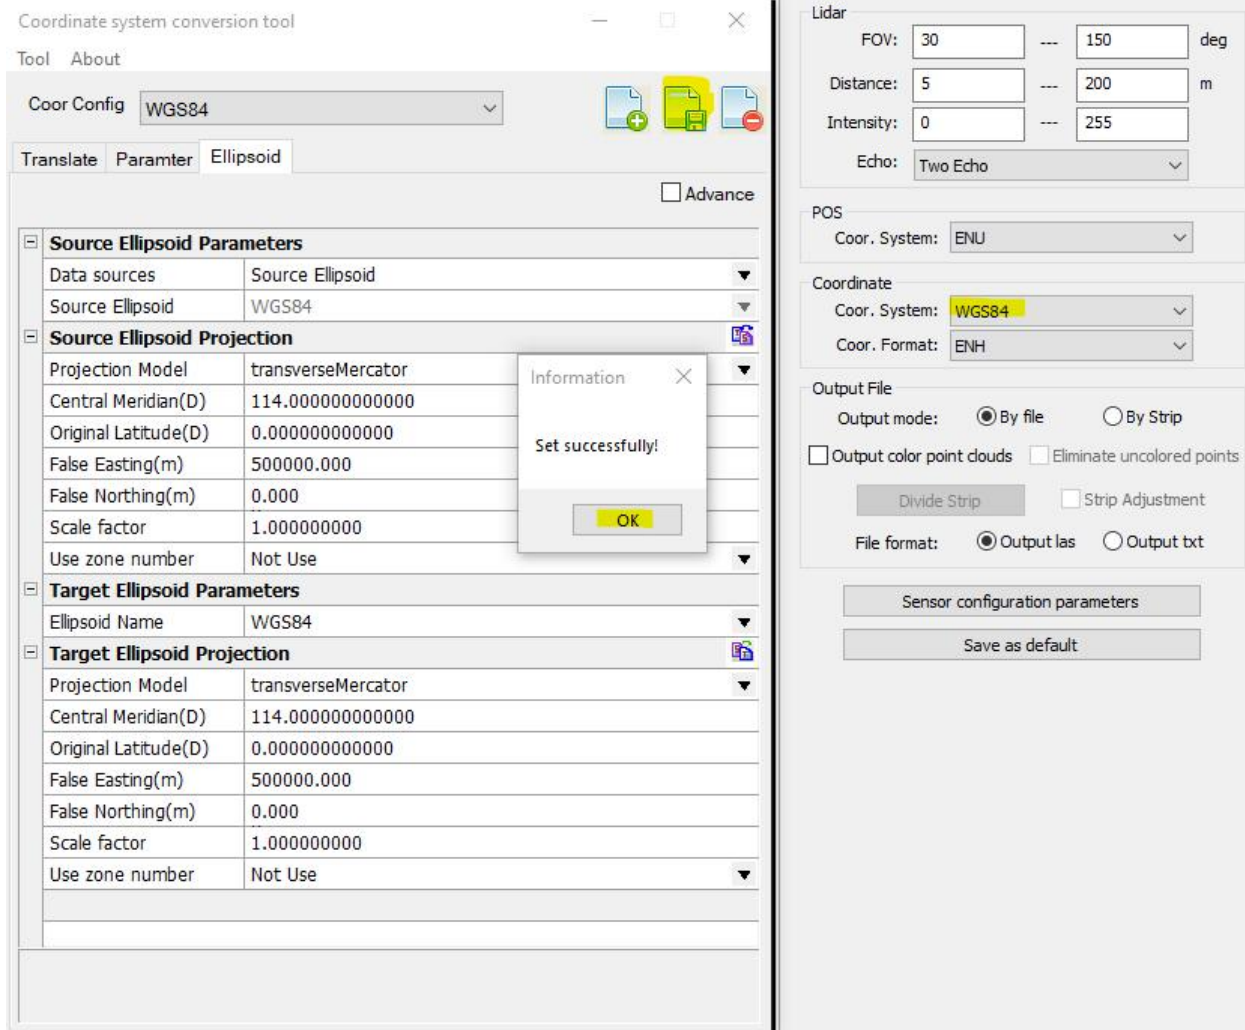 Coordinate system conversion tool
Tool About
Coor Config WGS84
Translate Paramter Ellipsoid
Advance
Source Ellipsoid Parameters
Data sources Source Ellipsoid
Source Ellipsoid WGS84
Source Ellipsoid Projection
Projection Model transverseMercator
Central Meridian(D) 114.000000000000
Original Latitude(D) 0.000000000000
False Easting(m) 500000.000
False Northing(m) 0.000
Scale factor 1.000000000
Use zone number Not Use
Target Ellipsoid Parameters
Ellipsoid Name WGS84
Target Ellipsoid Projection
Projection Model transverseMercator
Central Meridian(D) 114.000000000000
Original Latitude(D) 0.000000000000
False Easting(m) 500000.000
False Northing(m) 0.000
Scale factor 1.000000000
Use zone number Not Use
Information
Set successfully!
OK
Lidar
FOV: 30 --- 150 deg
Distance: 5 --- 200 m
Intensity: 0 --- 255
Echo: Two Echo
POS
Coor. System: ENU
Coordinate
Coor. System: WGS84
Coor. Format: ENH
Output File
Output mode: By file By Strip
Output color point clouds Eliminate uncolored points
Divide Strip Strip Adjustment
File format: Output las Output txt
Sensor configuration parameters
Save as default